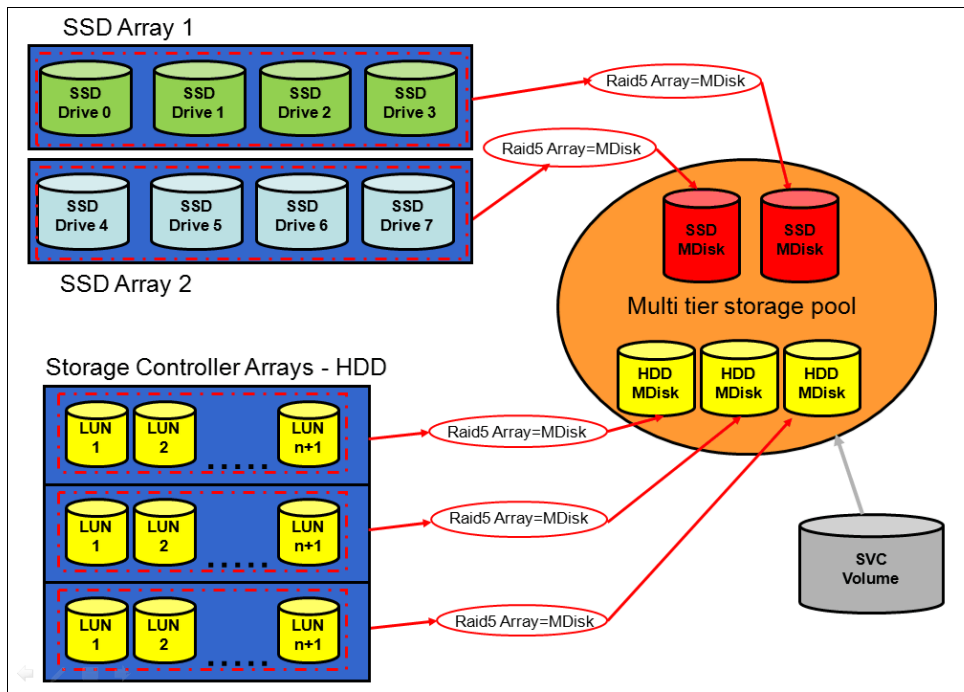 SSD Array 1
SSD
Drive 0
SSD
Drive 1
SSD
Drive 2
SSD
Drive 3
Raid5 Array=MDisk
Raid5 Array=MDisk
SSD
Drive 4
SSD
Drive 5
SSD
Drive 6
SSD
Drive 7
SSD Array 2
SSD
MDisk
SSD
MDisk
Multi tier storage pool
HDD
MDisk
HDD
MDisk
HDD
MDisk
Storage Controller Arrays - HDD
LUN
1
LUN
2
.....
LUN
n+1
Raid5 Array=MDisk
LUN
1
LUN
2
.....
LUN
n+1
Raid5 Array=MDisk
LUN
1
LUN
2
.....
LUN
n+1
Raid5 Array=MDisk
SVC
Volume